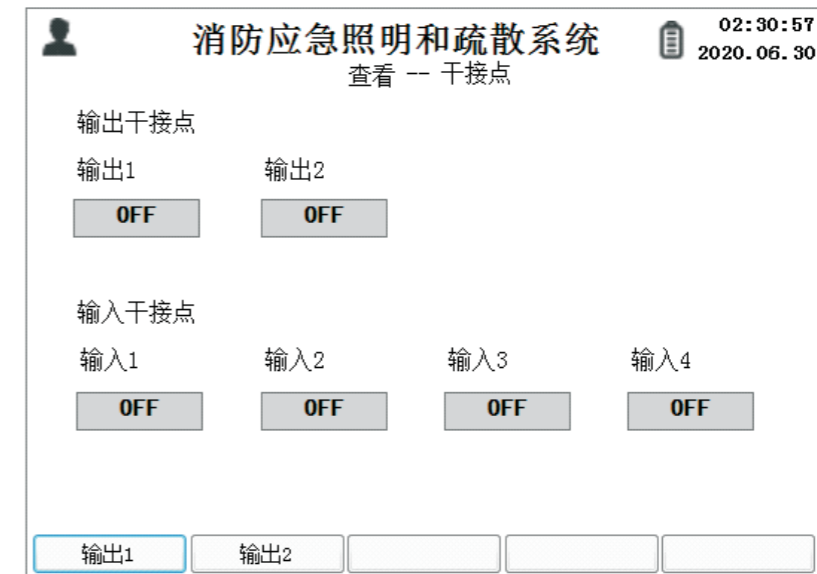 消防应急照明和疏散系统
02:30:57
2020.06.30
查看 -- 干接点
输出干接点
输出1 输出2
OFF OFF
输入干接点
输入1 输入2 输入3 输入4
OFF OFF OFF OFF
输出1 输出2